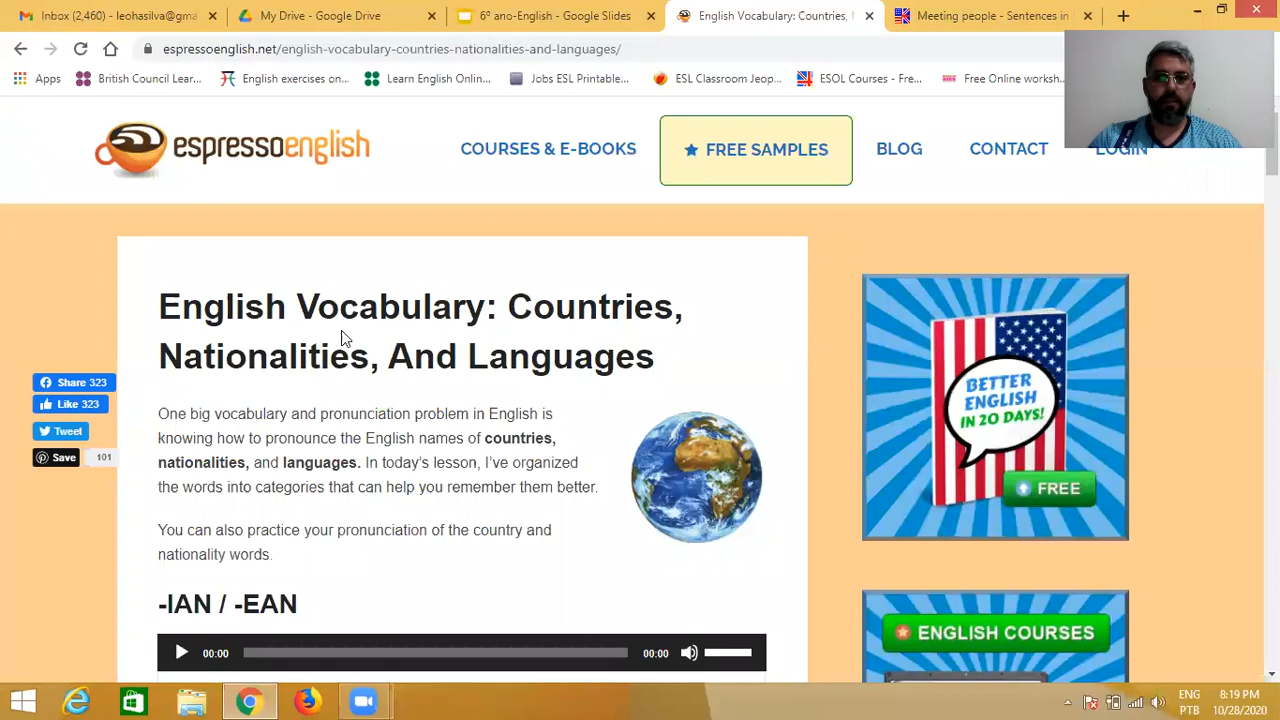 Inbox (2,460) - leohasilva@gma
My Drive - Google Drive
6º ano-English - Google Slides
English Vocabulary: Countries,
Meeting people - Sentences in
espressoenglish.net/english-vocabulary-countries-nationalities-and-languages/
Apps
British Council Lear...
English exercises on...
Learn English Onlin...
Jobs ESL Printable...
ESL Classroom Jeop...
ESOL Courses - Fre...
Free Online worksh...
espressoenglish
COURSES & E-BOOKS
FREE SAMPLES
BLOG
CONTACT
LOGIN
English Vocabulary: Countries,
Nationalities, And Languages
Share 323
Like 323
Tweet
Save
101
One big vocabulary and pronunciation problem in English is
knowing how to pronounce the English names of countries,
nationalities, and languages. In today's lesson, I've organized
the words into categories that can help you remember them better.
You can also practice your pronunciation of the country and
nationality words.
-IAN / -EAN
00:00
00:00
BETTER
ENGLISH
IN 20 DAYS!
FREE
ENGLISH COURSES
ENG
PTB
8:19 PM
10/28/2020